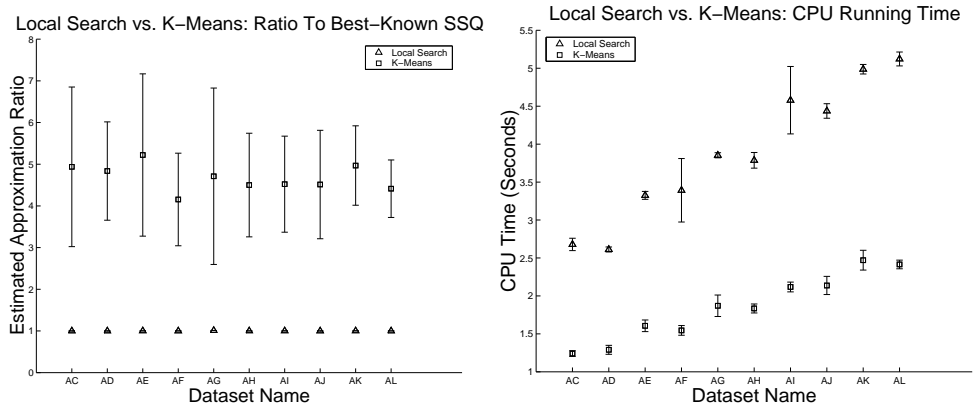 Local Search vs. K−Means: Ratio To Best−Known SSQ
Local Search
K−Means
Estimated Approximation Ratio
8
7
6
5
4
3
2
1
0
AC AD AE AF AG AH AI AJ AK AL
Dataset Name
Local Search vs. K−Means: CPU Running Time
Local Search
K−Means
CPU Time (Seconds)
5.5
5
4.5
4
3.5
3
2.5
2
1.5
1
AC AD AE AF AG AH AI AJ AK AL
Dataset Name